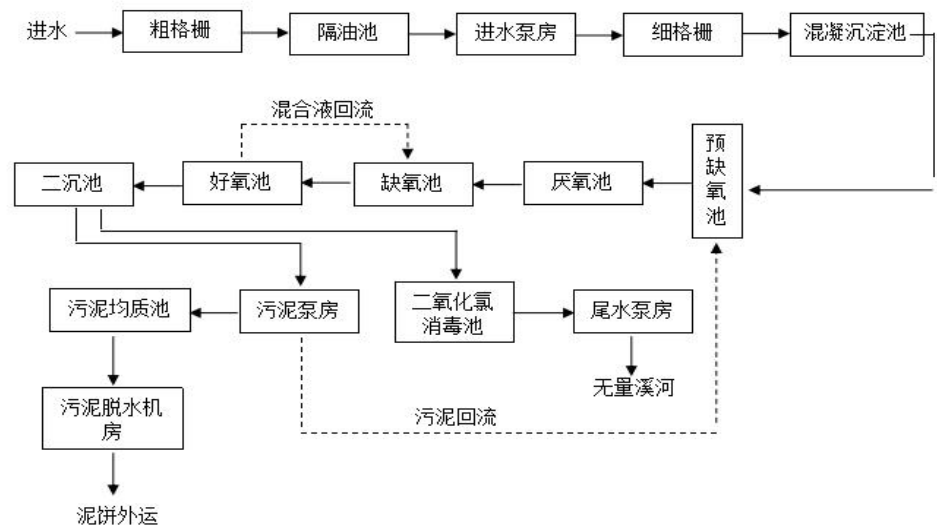 进水
粗格栅
隔油池
进水泵房
细格栅
混凝沉淀池
混合液回流
预
缺
氧
池
二沉池
好氧池
缺氧池
厌氧池
污泥均质池
污泥泵房
二氧化氯
消毒池
尾水泵房
无量溪河
污泥脱水机
房
污泥回流
泥饼外运